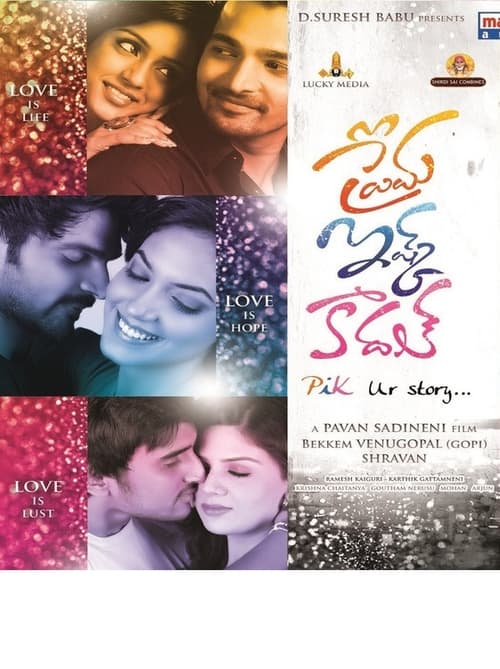 D.SURESH BABU PRESENTS
LUCKY MEDIA
SHIRDI SAI COMBINES
LOVE
IS
LIFE
ప్రేమ
ఇష్క్
కాదల్
LOVE
IS
HOPE
PiK Ur story...
A PAVAN SADINENI FILM
BEKKEM VENUGOPAL (GOPI)
SHRAVAN
LOVE
IS
LUST
RAMESH KAIGURI - KARTHIK GATTAMNENI
KRISHNA CHAITANYA GOUTHAM NERUSU MOHAN ARJUN